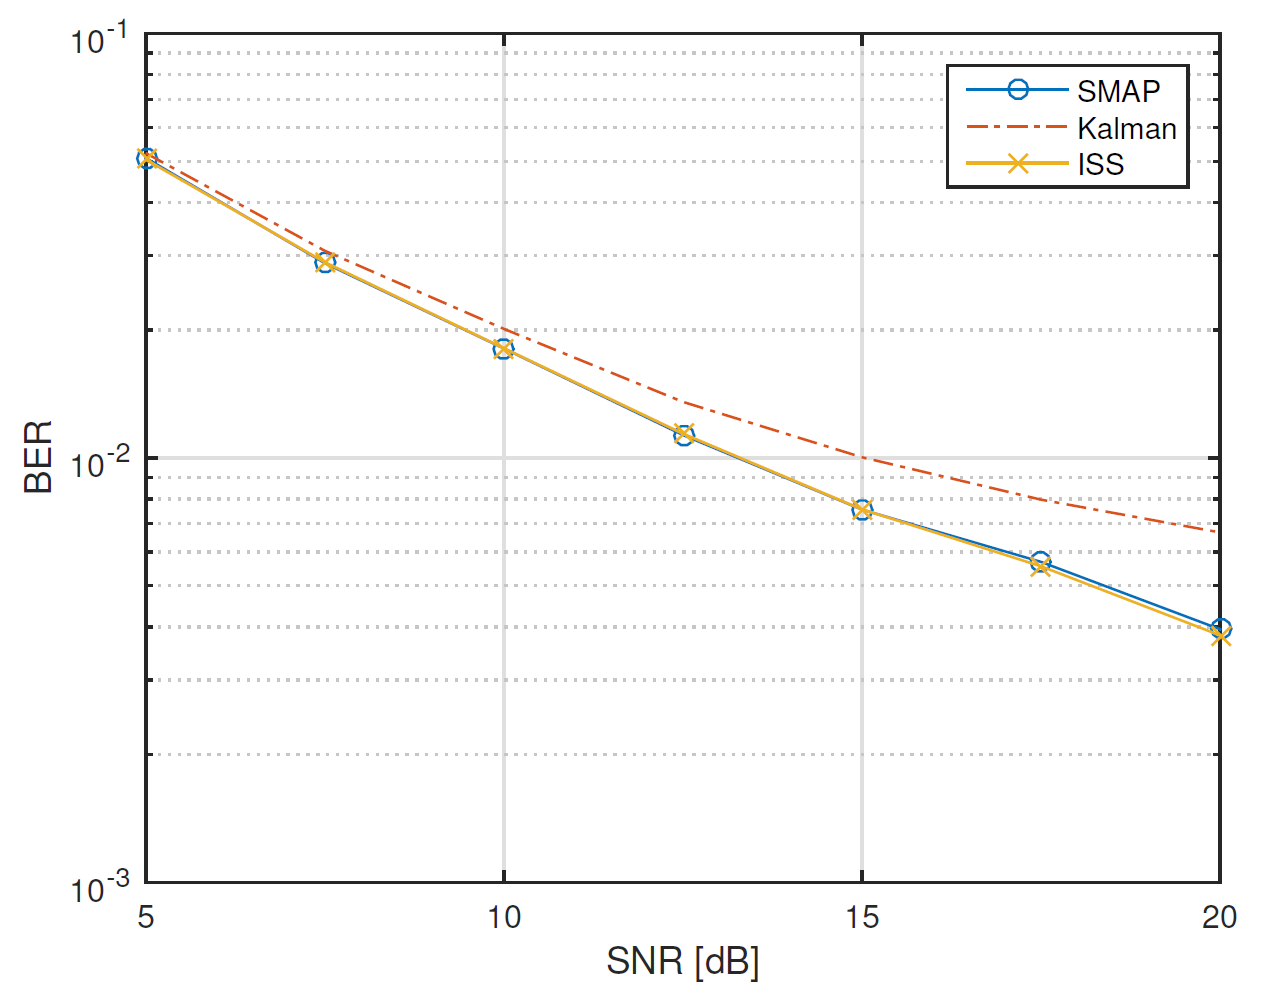 10^-1
SMAP
Kalman
ISS
BER
10^-2
10^-3
5
10
15
20
SNR [dB]